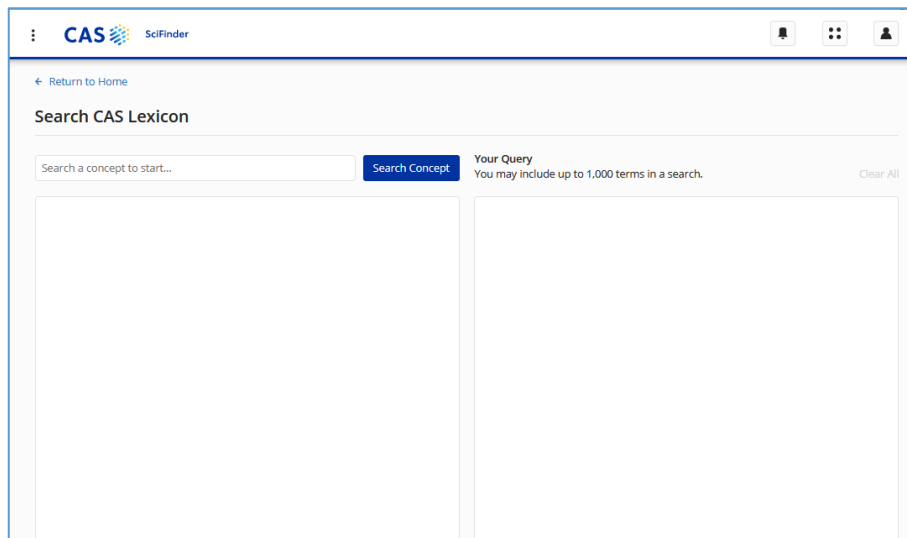 CAS SciFinder
← Return to Home
Search CAS Lexicon
Search a concept to start...
Search Concept
Your Query
You may include up to 1,000 terms in a search.
Clear All